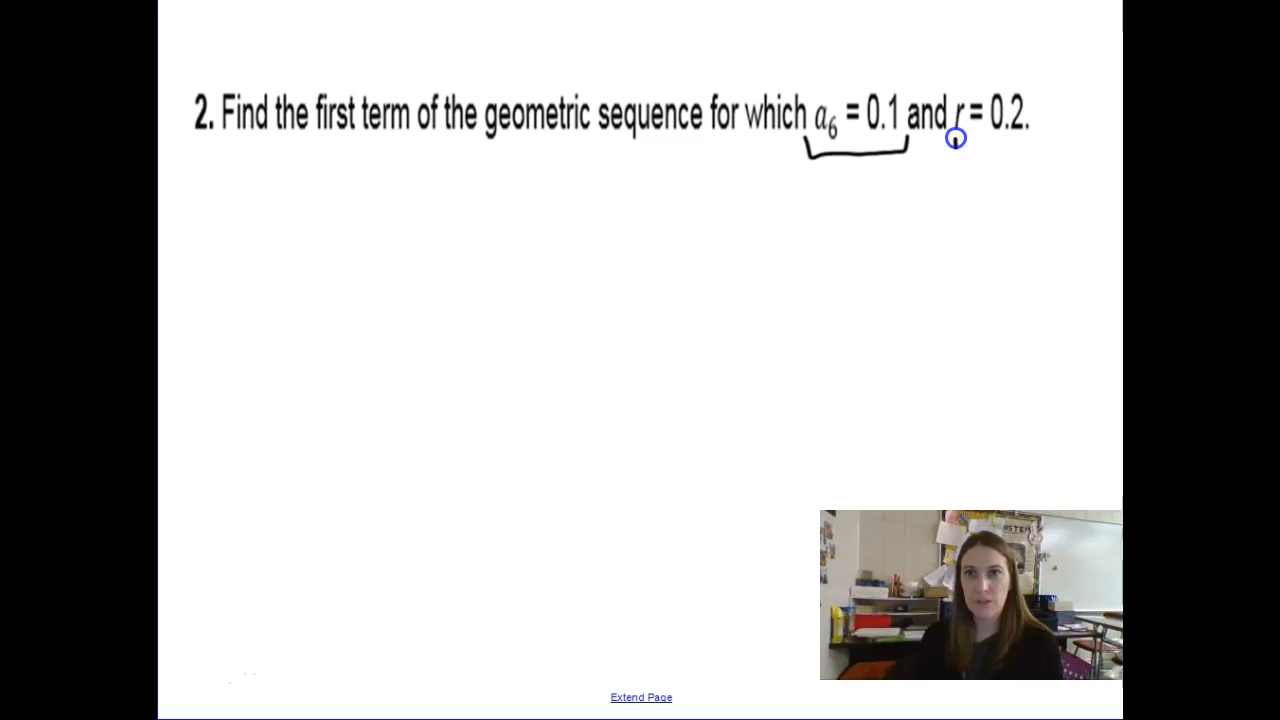 2. Find the first term of the geometric sequence for which a₆ = 0.1 and r = 0.2.
Extend Page